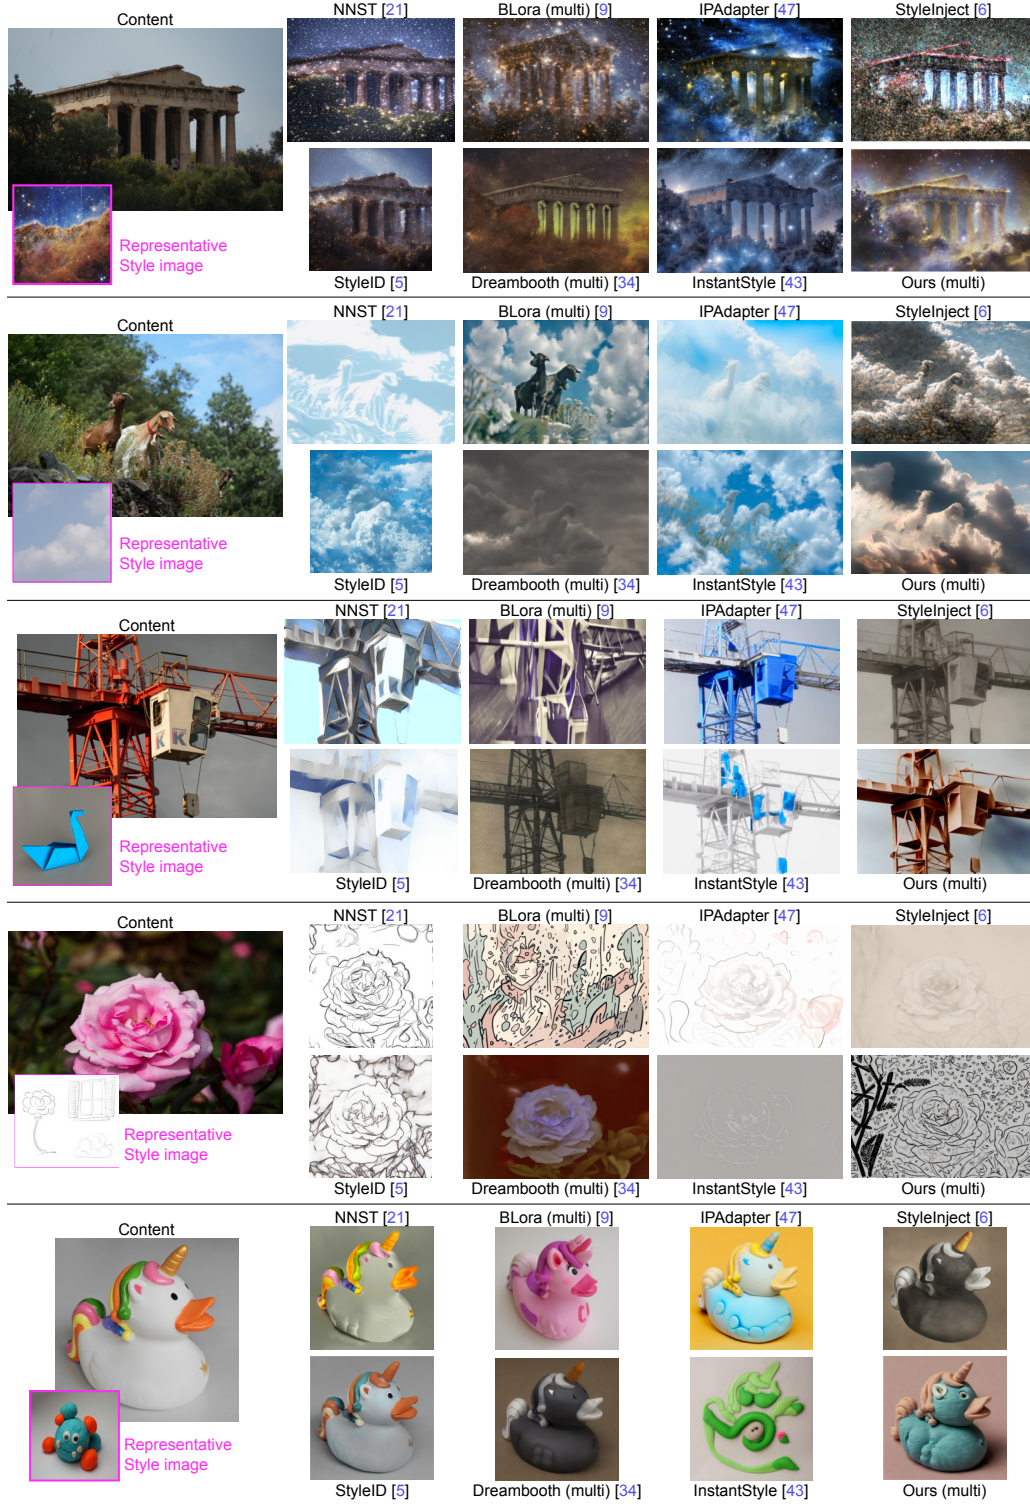 Content
NNST [21]
BLora (multi) [9]
IPAdapter [47]
StyleInject [6]
Representative
Style image
StyleID [5]
Dreambooth (multi) [34]
InstantStyle [43]
Ours (multi)
Content
NNST [21]
BLora (multi) [9]
IPAdapter [47]
StyleInject [6]
Representative
Style image
StyleID [5]
Dreambooth (multi) [34]
InstantStyle [43]
Ours (multi)
Content
NNST [21]
BLora (multi) [9]
IPAdapter [47]
StyleInject [6]
FL
K K
Representative
Style image
StyleID [5]
Dreambooth (multi) [34]
InstantStyle [43]
Ours (multi)
Content
NNST [21]
BLora (multi) [9]
IPAdapter [47]
StyleInject [6]
Representative
Style image
StyleID [5]
Dreambooth (multi) [34]
InstantStyle [43]
Ours (multi)
Content
NNST [21]
BLora (multi) [9]
IPAdapter [47]
StyleInject [6]
Representative
Style image
StyleID [5]
Dreambooth (multi) [34]
InstantStyle [43]
Ours (multi)